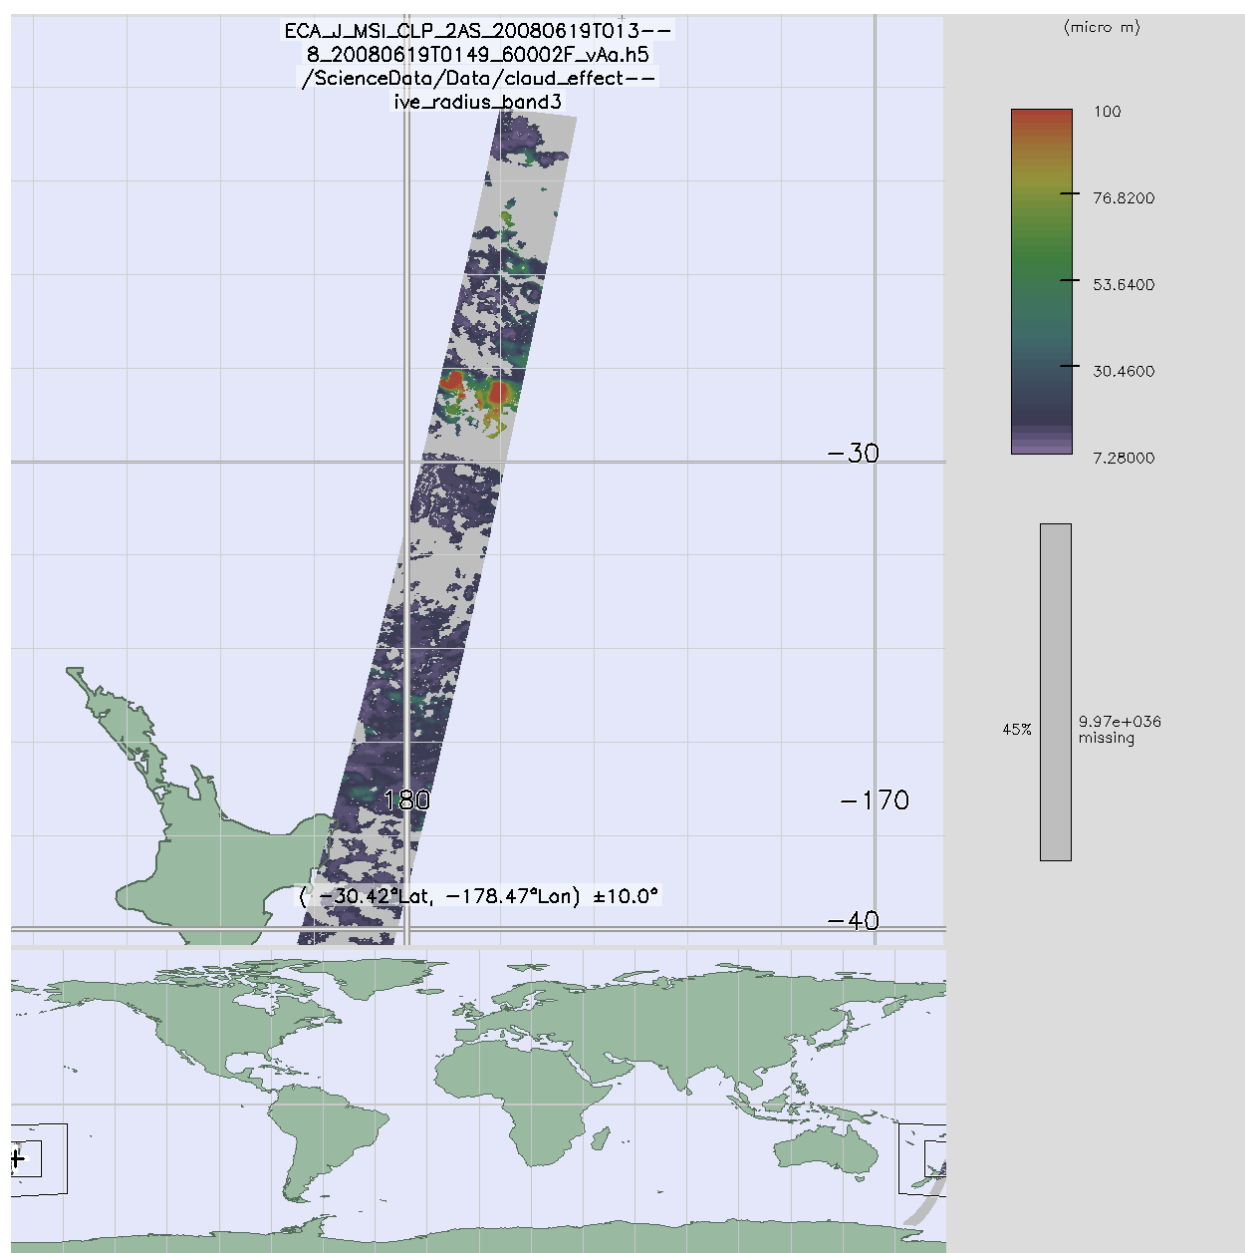 ECA_J_MSI_CLP_2AS_20080619T013--
8_20080619T0149_60002F_vAa.h5
/ScienceData/Data/cloud_effect--
ive_radius_band3
(micro m)
100
76.8200
53.6400
30.4600
7.28000
-30
180
-170
(  -30.42°Lat, -178.47°Lon) ±10.0°
-40
45%
9.97e+036
missing